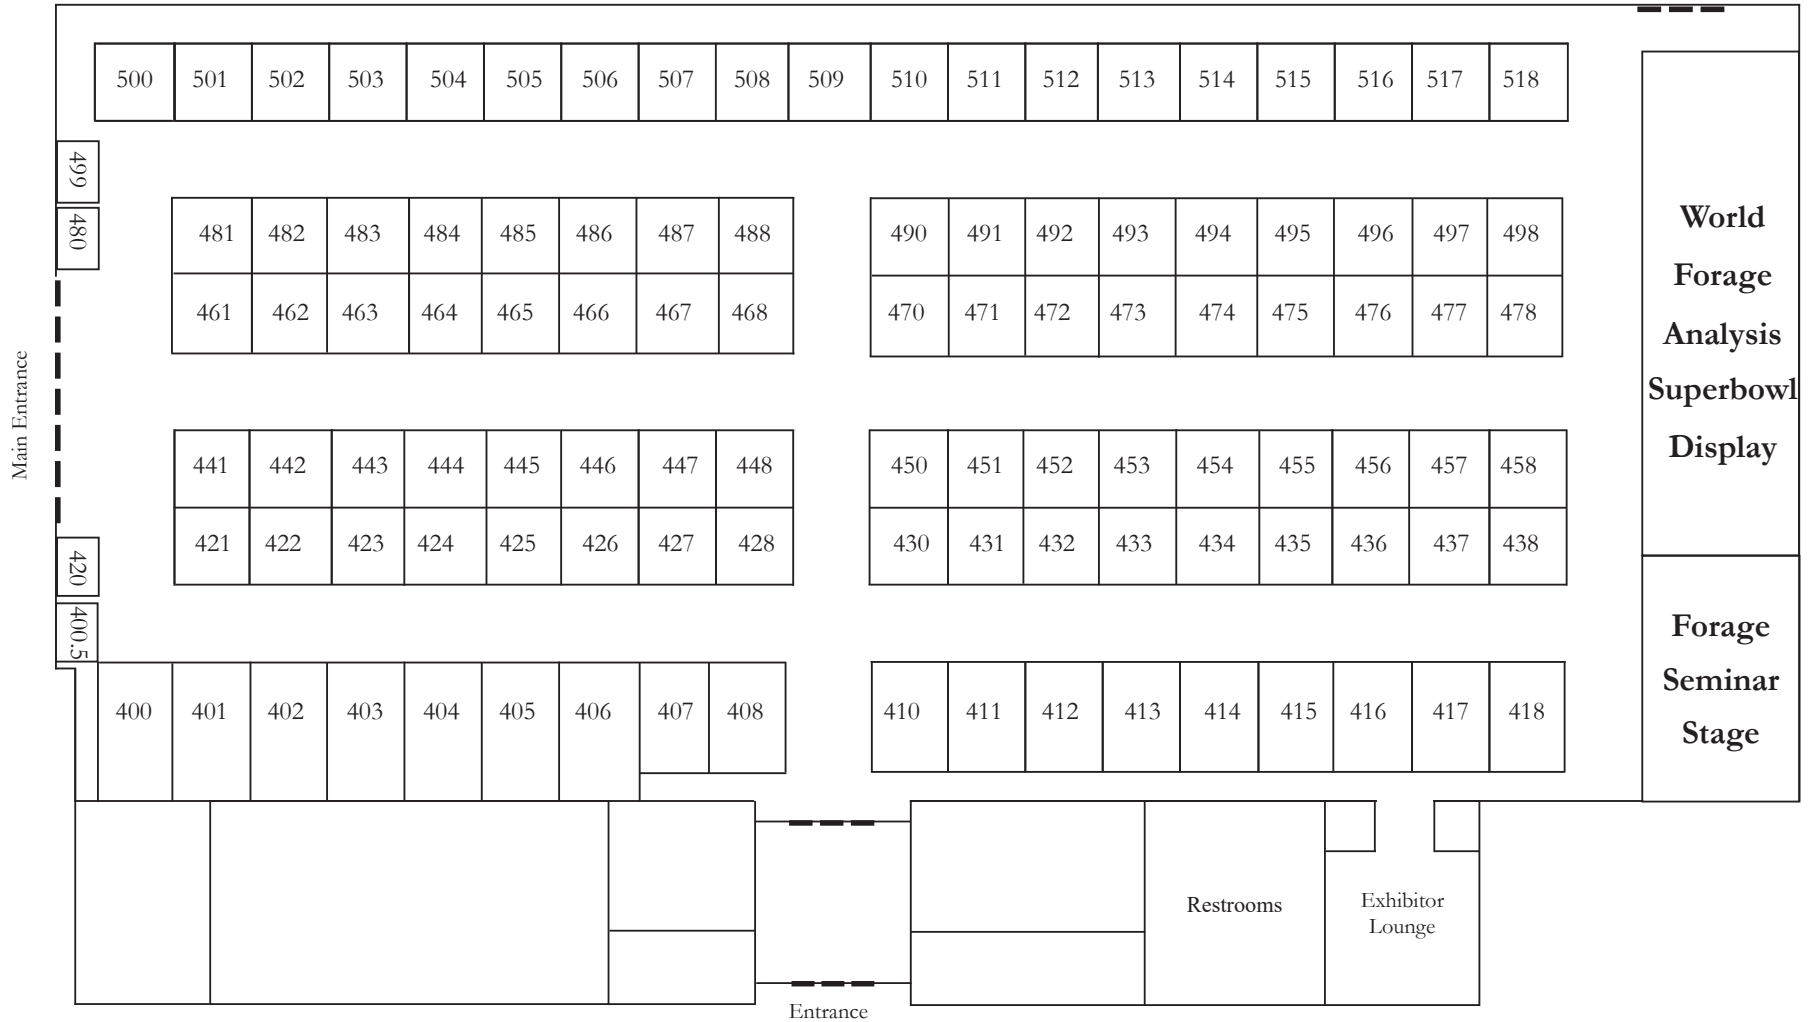 500 501 502 503 504 505 506 507 508 509 510 511 512 513 514 515 516 517 518
499
480
481 482 483 484 485 486 487 488 490 491 492 493 494 495 496 497 498
461 462 463 464 465 466 467 468 470 471 472 473 474 475 476 477 478
World
Forage
Analysis
Superbowl
Display
Main Entrance
441 442 443 444 445 446 447 448 450 451 452 453 454 455 456 457 458
421 422 423 424 425 426 427 428 430 431 432 433 434 435 436 437 438
420
400.5
400 401 402 403 404 405 406 407 408 410 411 412 413 414 415 416 417 418
Forage
Seminar
Stage
Restrooms
Exhibitor
Lounge
Entrance